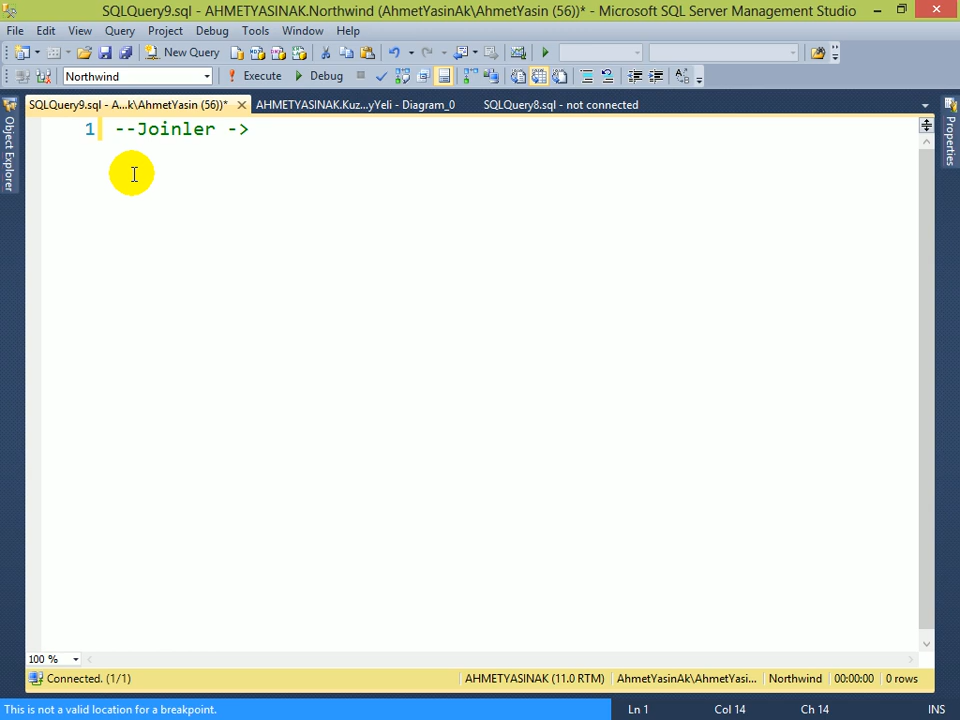 SQLQuery9.sql - AHMETYASINAK.Northwind (AhmetYasinAk\AhmetYasin (56))* - Microsoft SQL Server Management Studio
File Edit View Query Project Debug Tools Window Help
New Query
Northwind Execute Debug
SQLQuery9.sql - A...k\AhmetYasin (56))* AHMETYASINAK.Kuz...yYeli - Diagram_0 SQLQuery8.sql - not connected
Object Explorer
Properties
1 --Joinler ->
100 %
Connected. (1/1) AHMETYASINAK (11.0 RTM) AhmetYasinAk\AhmetYasi... Northwind 00:00:00 0 rows
This is not a valid location for a breakpoint. Ln 1 Col 14 Ch 14 INS